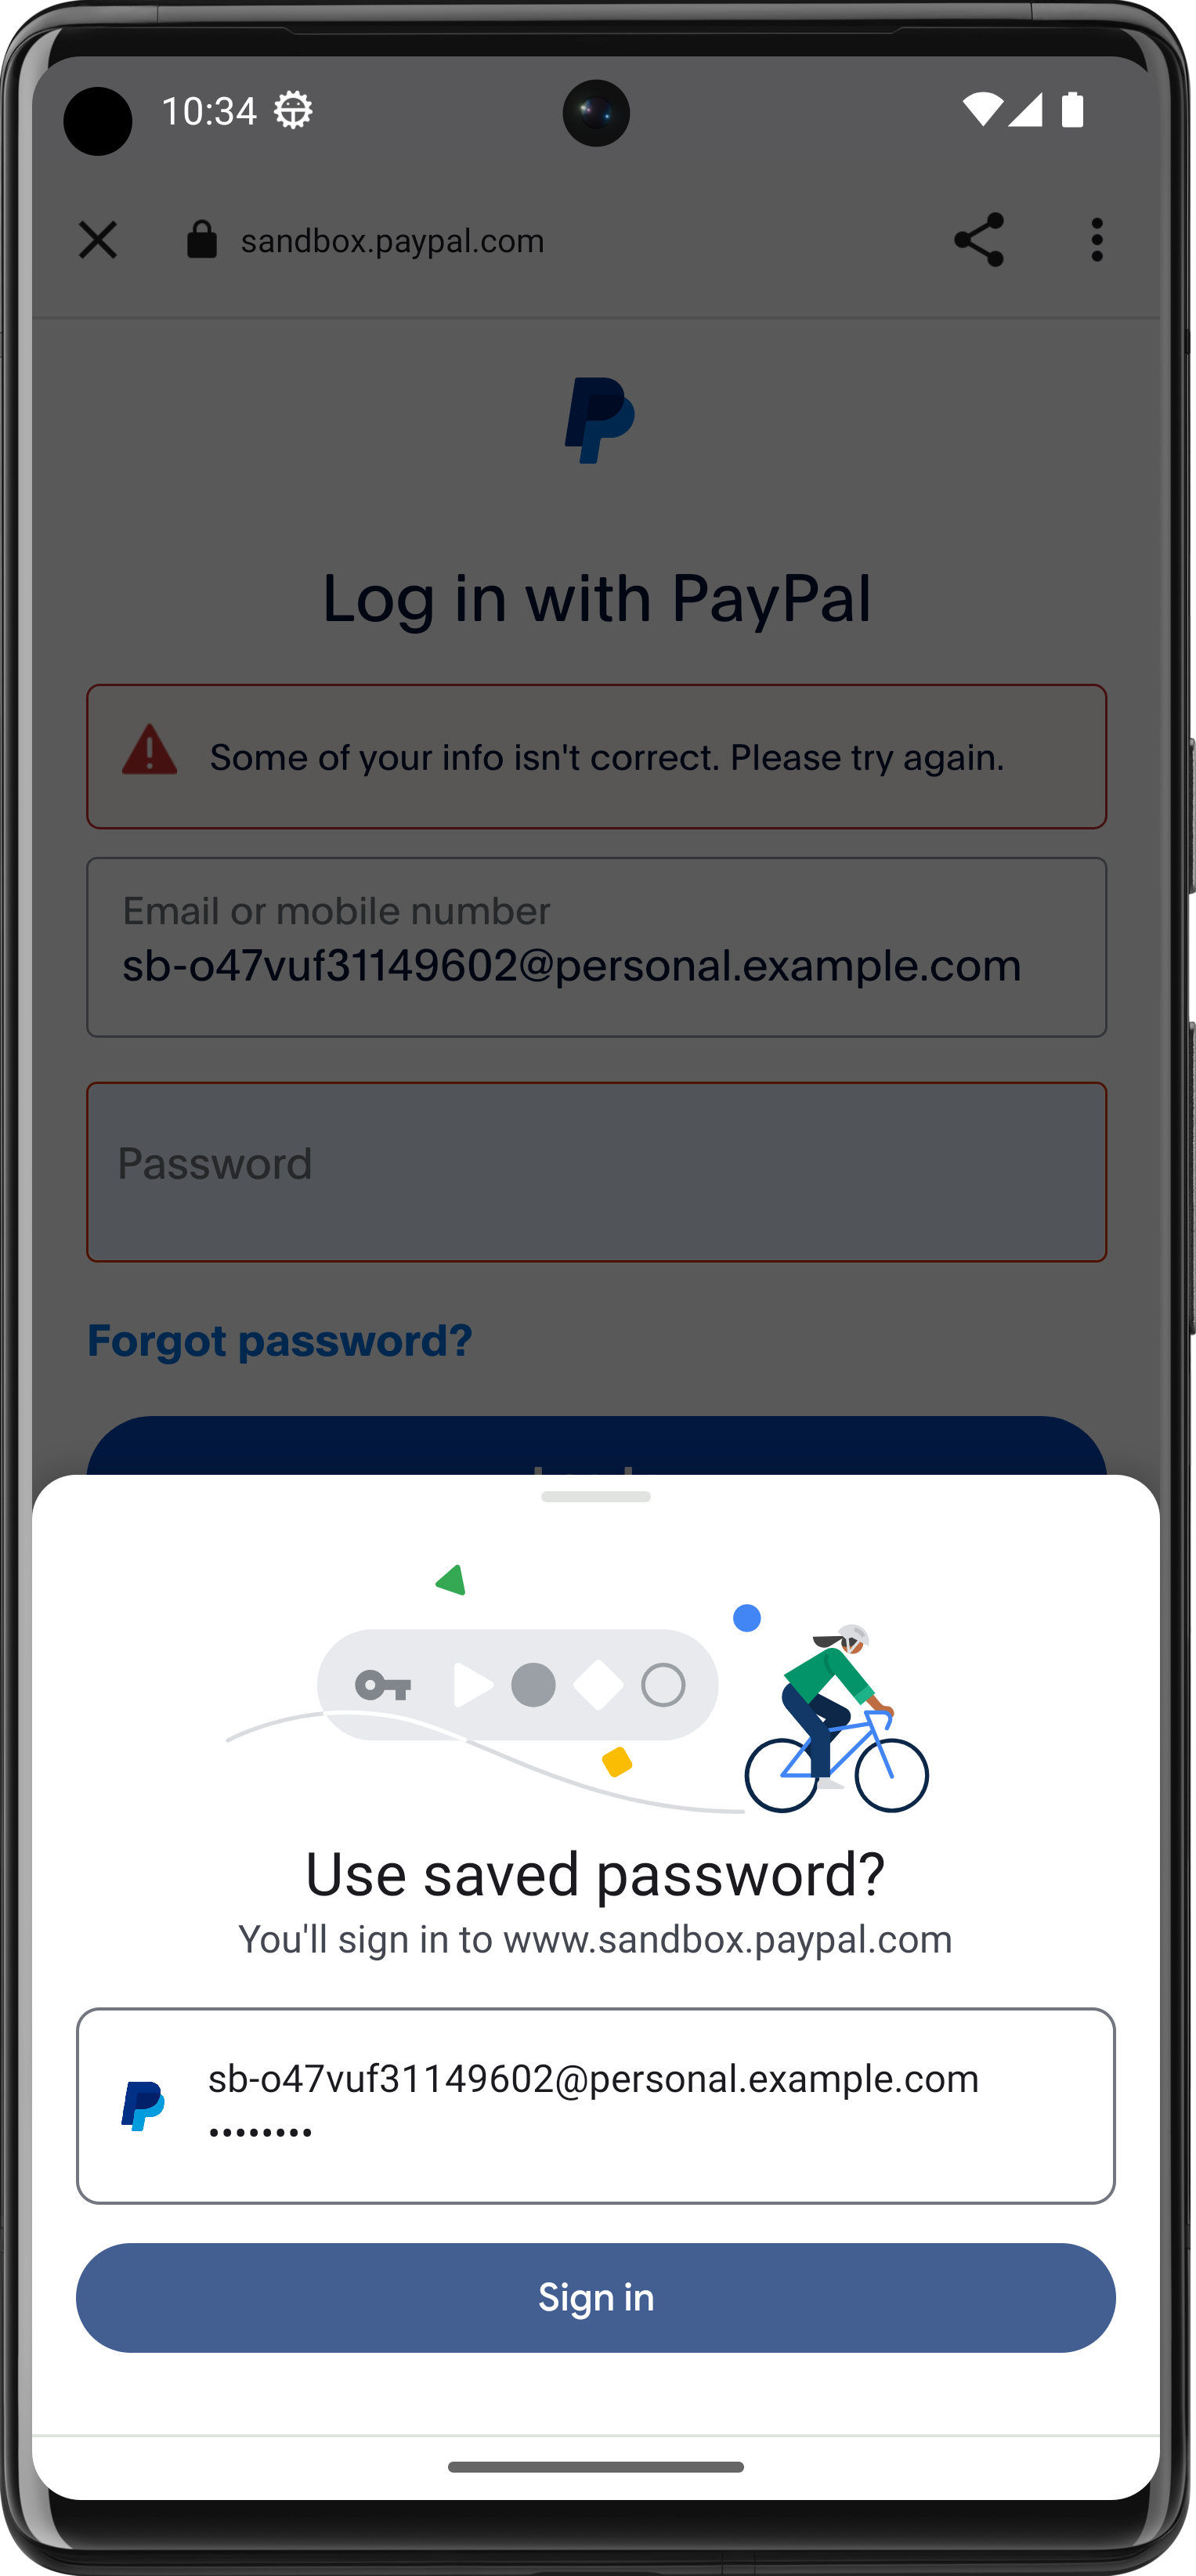 10:34
sandbox.paypal.com
Log in with PayPal
Some of your info isn't correct. Please try again.
Email or mobile number
sb-o47vuf31149602@personal.example.com
Password
Forgot password?
Use saved password?
You'll sign in to www.sandbox.paypal.com
sb-o47vuf31149602@personal.example.com
••••••••
Sign in